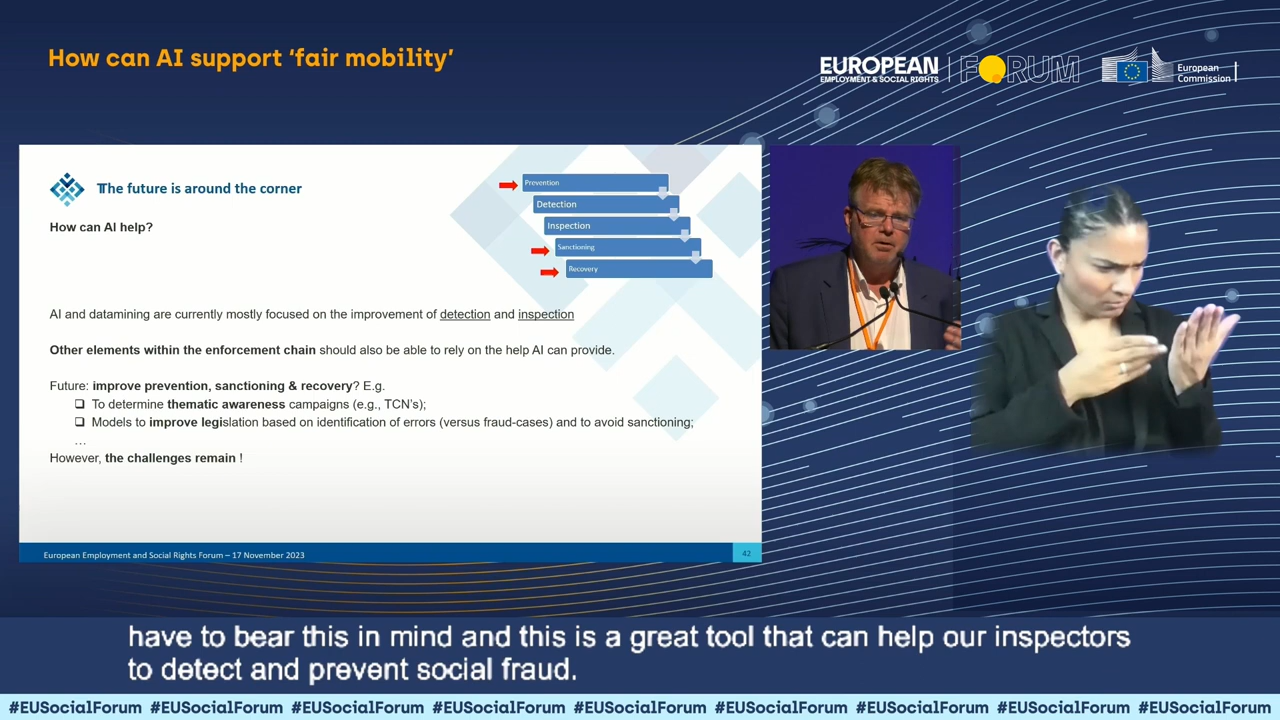 How can AI support ‘fair mobility’
EUROPEAN
EMPLOYMENT & SOCIAL RIGHTS
FORUM
European
Commission
The future is around the corner
How can AI help?
Prevention
Detection
Inspection
Sanctioning
Recovery
AI and datamining are currently mostly focused on the improvement of detection and inspection
Other elements within the enforcement chain should also be able to rely on the help AI can provide.
Future: improve prevention, sanctioning & recovery? E.g.
To determine thematic awareness campaigns (e.g., TCN's);
Models to improve legislation based on identification of errors (versus fraud-cases) and to avoid sanctioning;
…
However, the challenges remain !
European Employment and Social Rights Forum – 17 November 2023
42
have to bear this in mind and this is a great tool that can help our inspectors
to detect and prevent social fraud.
#EUSocialForum #EUSocialForum #EUSocialForum #EUSocialForum #EUSocialForum #EUSocialForum #EUSocialForum #EUSocialForum #EUSocialForum